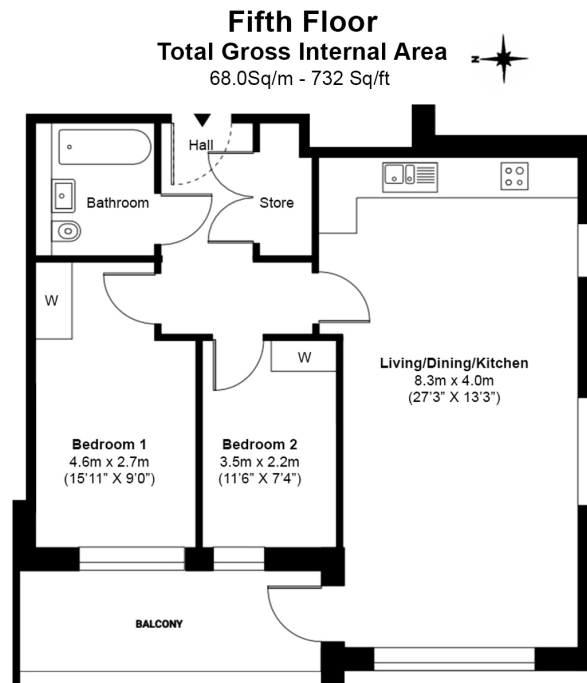 Fifth Floor
Total Gross Internal Area
68.0Sq/m - 732 Sq/ft
N
Hall
Bathroom
Store
W
W
Living/Dining/Kitchen
8.3m x 4.0m
(27'3" X 13'3")
Bedroom 1
4.6m x 2.7m
(15'11" X 9'0")
Bedroom 2
3.5m x 2.2m
(11'6" X 7'4")
BALCONY